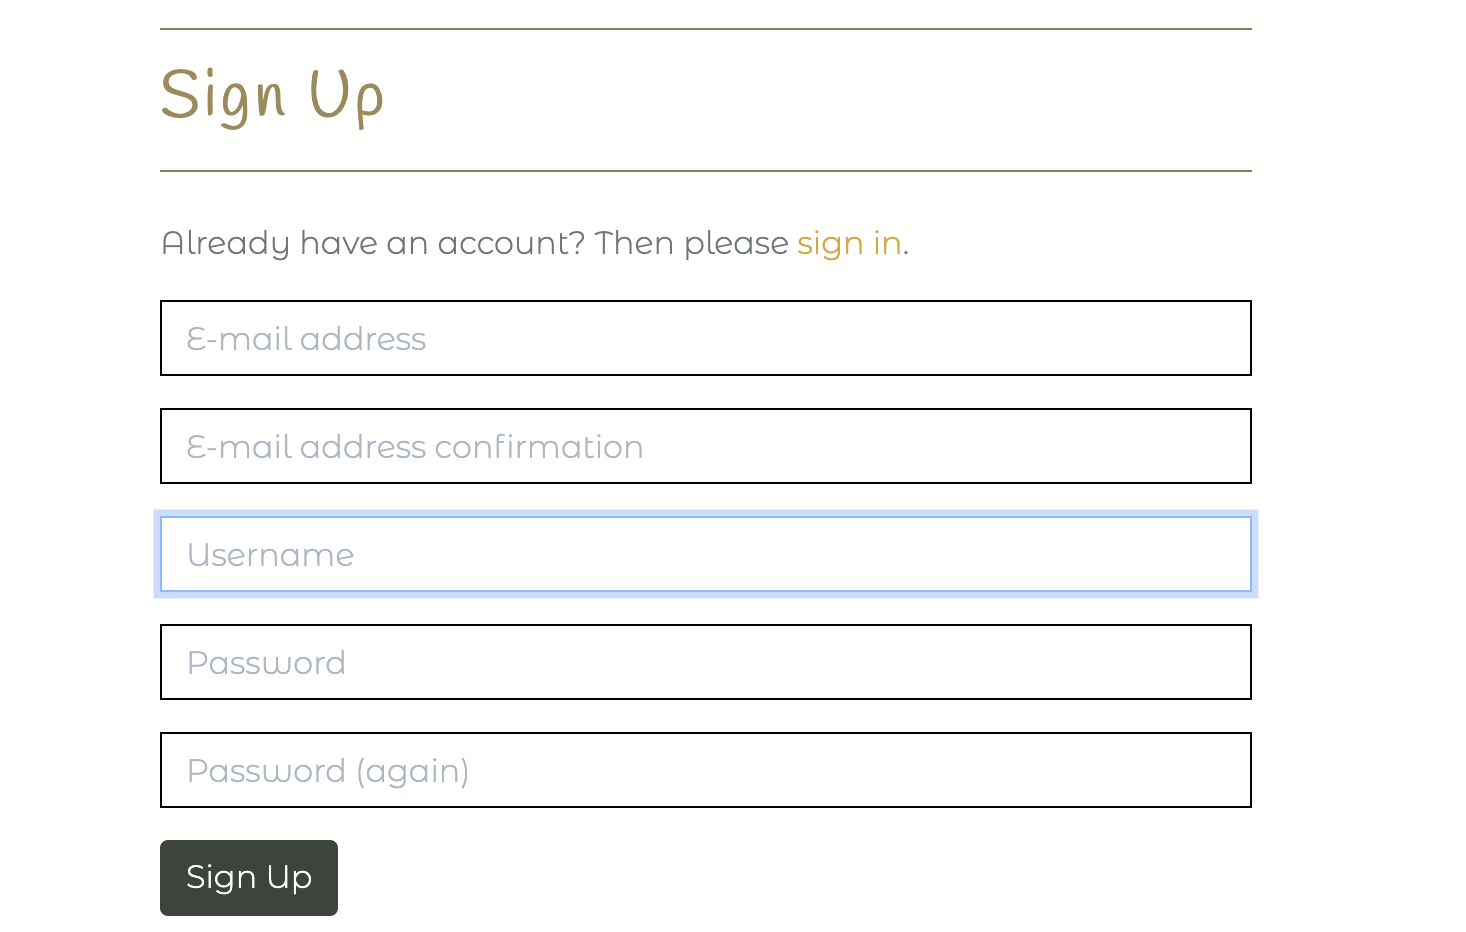 Sign Up
Already have an account? Then please sign in.
E-mail address
E-mail address confirmation
Username
Password
Password (again)
Sign Up